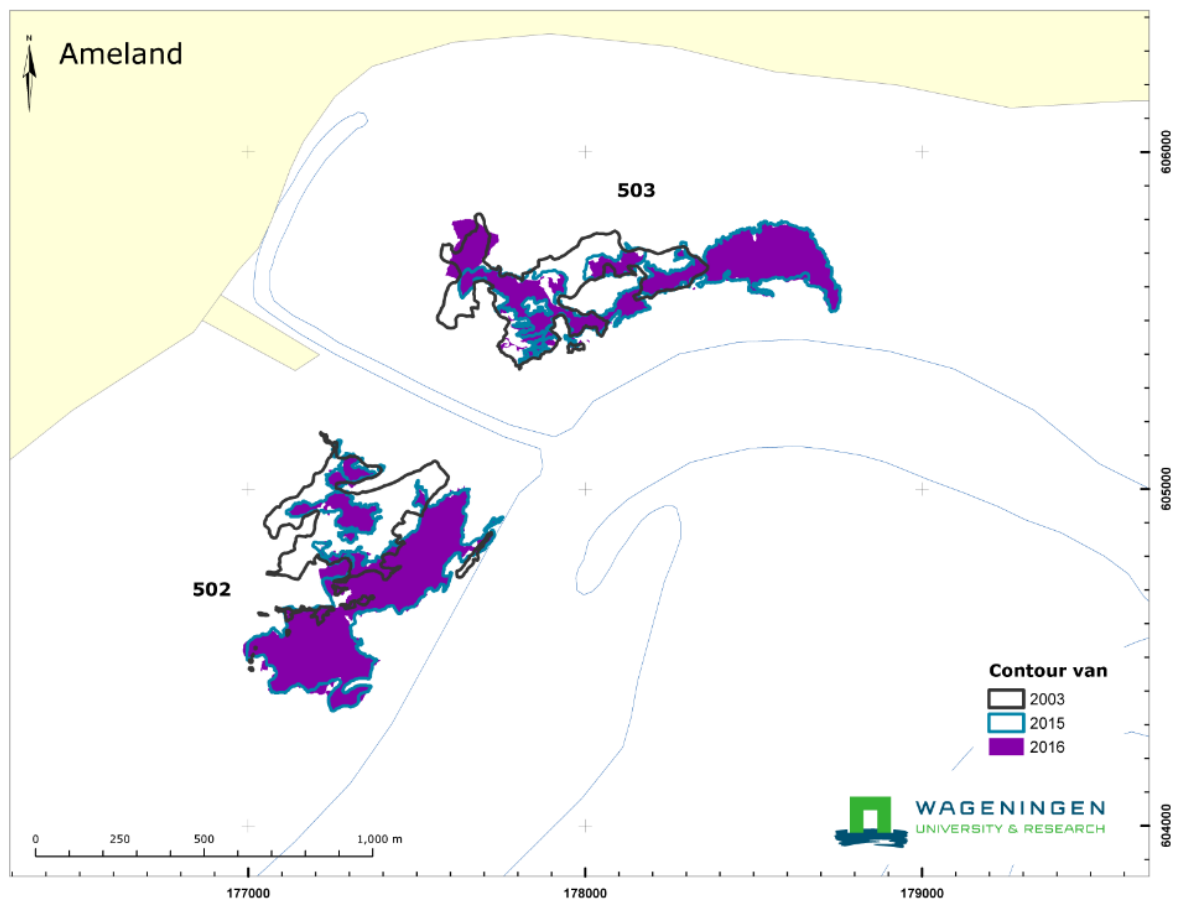 N
Ameland
503
502
606000
605000
604000
Contour van
2003
2015
2016
WAGENINGEN
UNIVERSITY & RESEARCH
0 250 500 1,000 m
177000 178000 179000